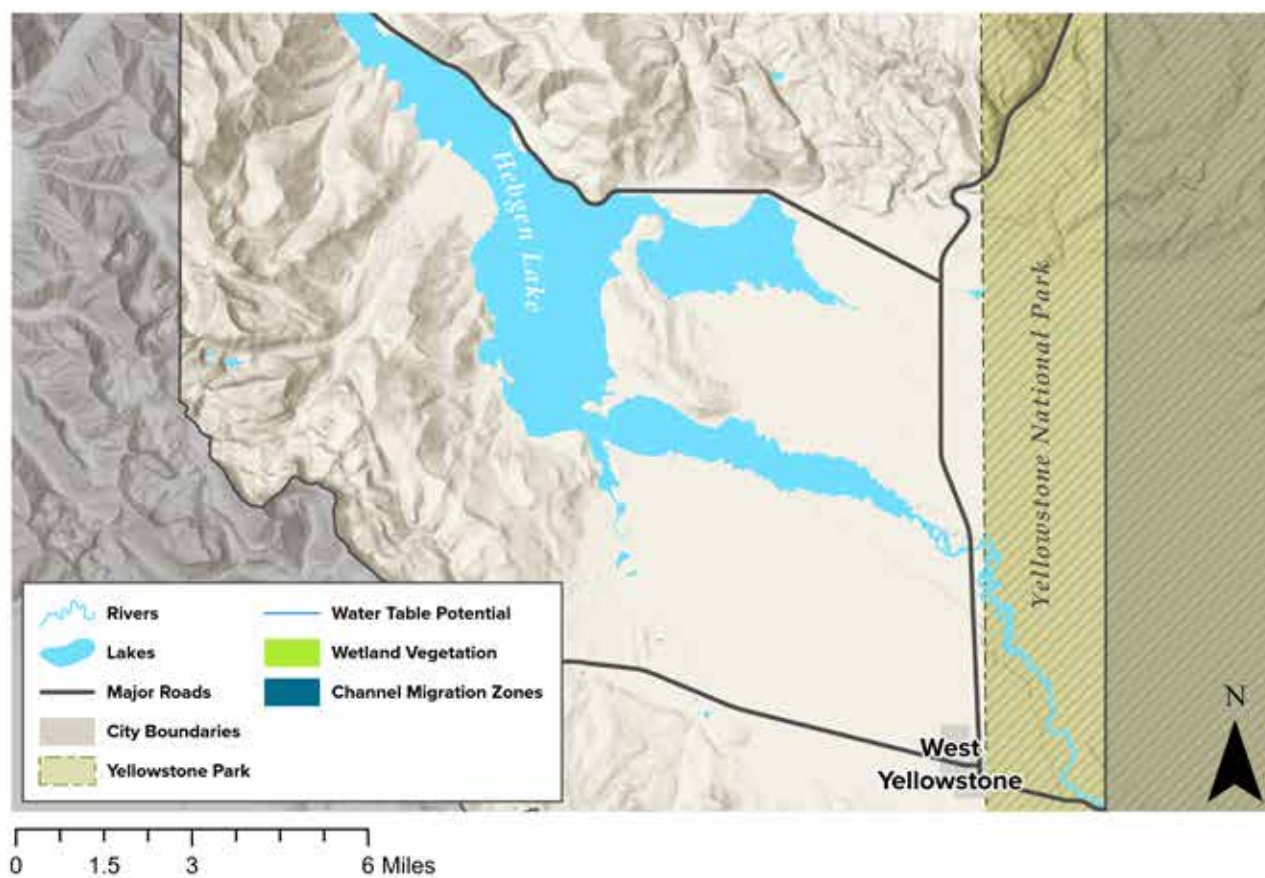 Hebgen Lake
Yellowstone National Park
Rivers
Water Table Potential
Lakes
Wetland Vegetation
Major Roads
Channel Migration Zones
City Boundaries
Yellowstone Park
West
Yellowstone
N
0 1.5 3 6 Miles